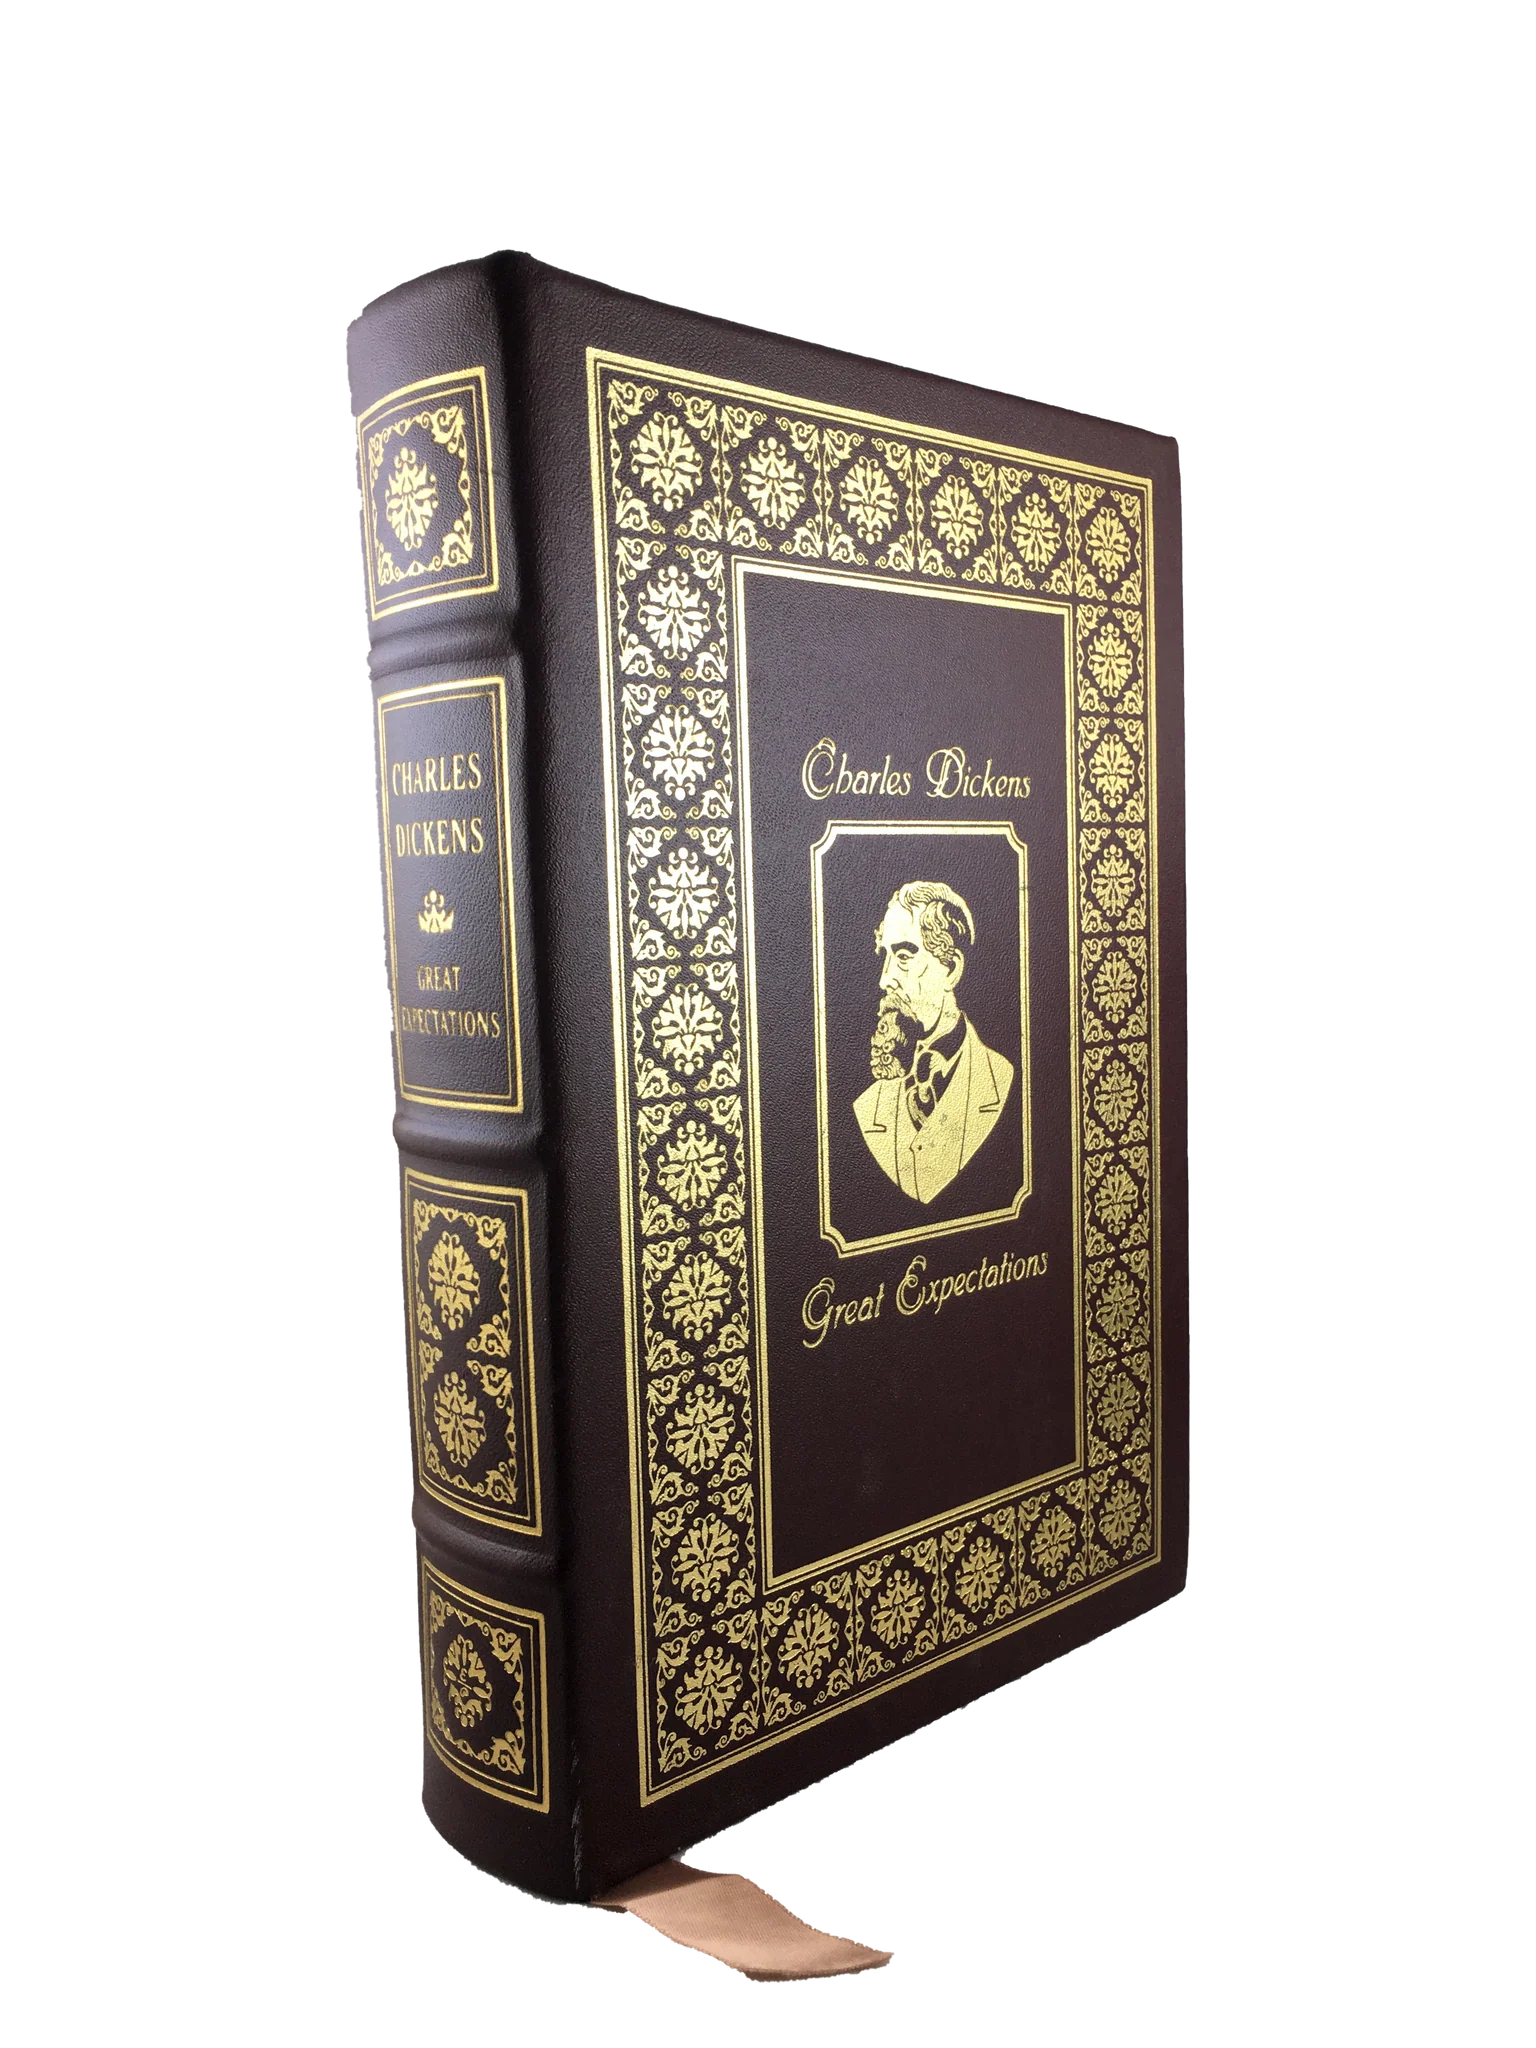 CHARLES
DICKENS
GREAT
EXPECTATIONS
Charles Dickens
Great Expectations